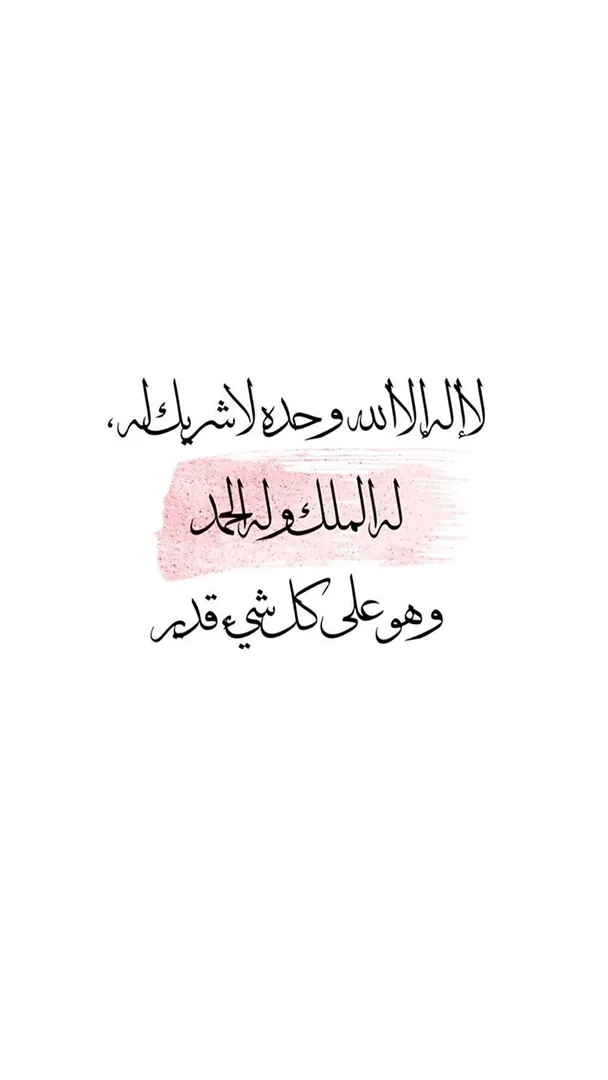 لا إله إلا الله وحده لا شريك له،
له الملك وله الحمد
وهو على كل شيء قدير